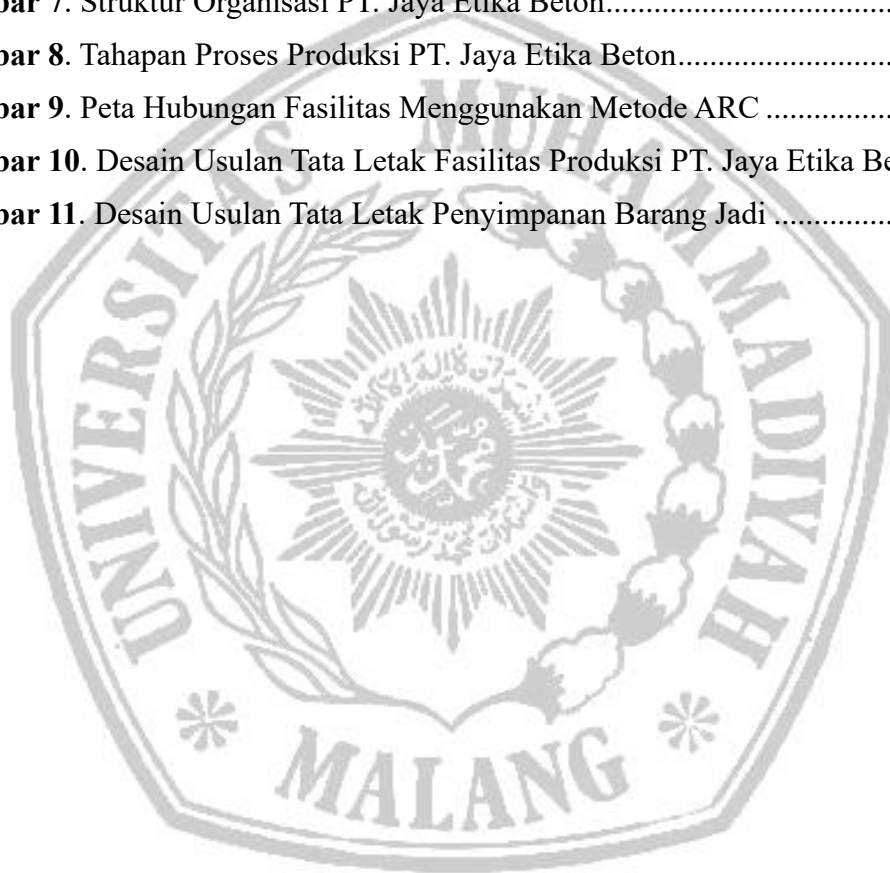 bar 7. Struktur Organisasi PT. Jaya Etika Beton..............................................
bar 8. Tahapan Proses Produksi PT. Jaya Etika Beton....................................
bar 9. Peta Hubungan Fasilitas Menggunakan Metode ARC ........................
bar 10. Desain Usulan Tata Letak Fasilitas Produksi PT. Jaya Etika Be
bar 11. Desain Usulan Tata Letak Penyimpanan Barang Jadi .......................
UNIVERSITAS MUHAMMADIYAH
MALANG